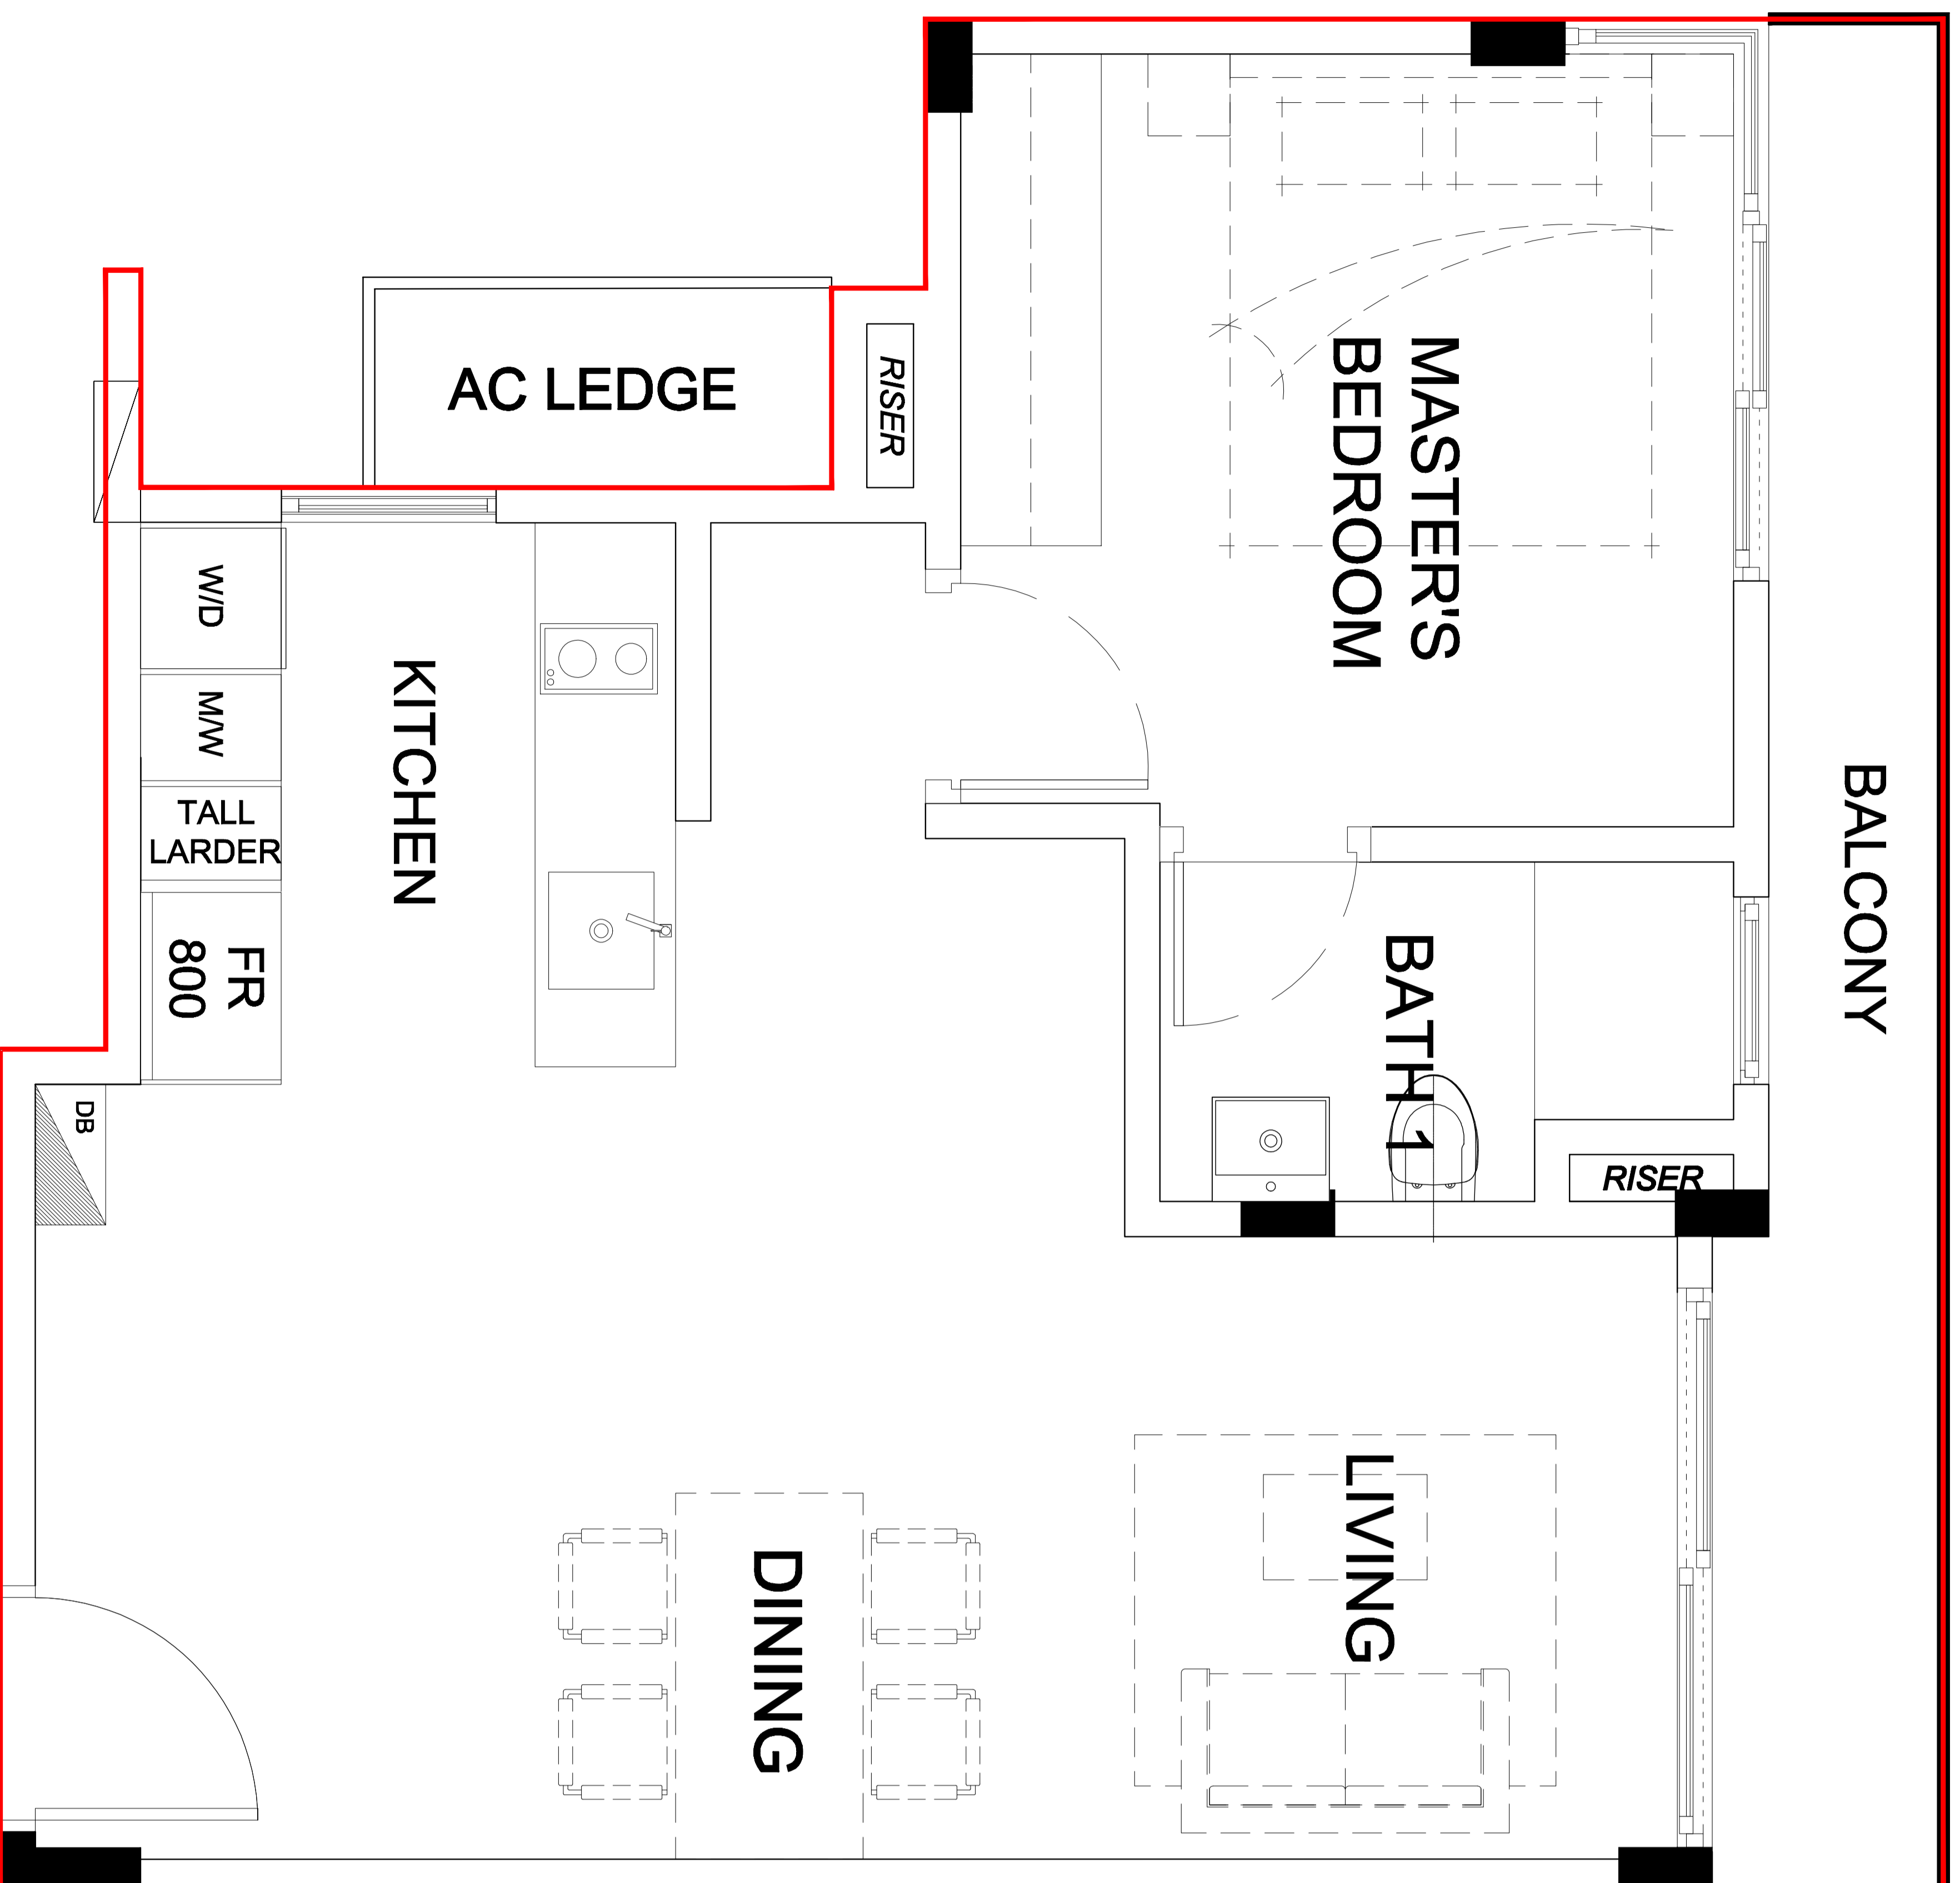 MASTER'S
BEDROOM
AC LEDGE
RISER
W/D
M/W
TALL
LARDER
FR
800
KITCHEN
BALCONY
BATH 1
RISER
DB
LIVING
DINING